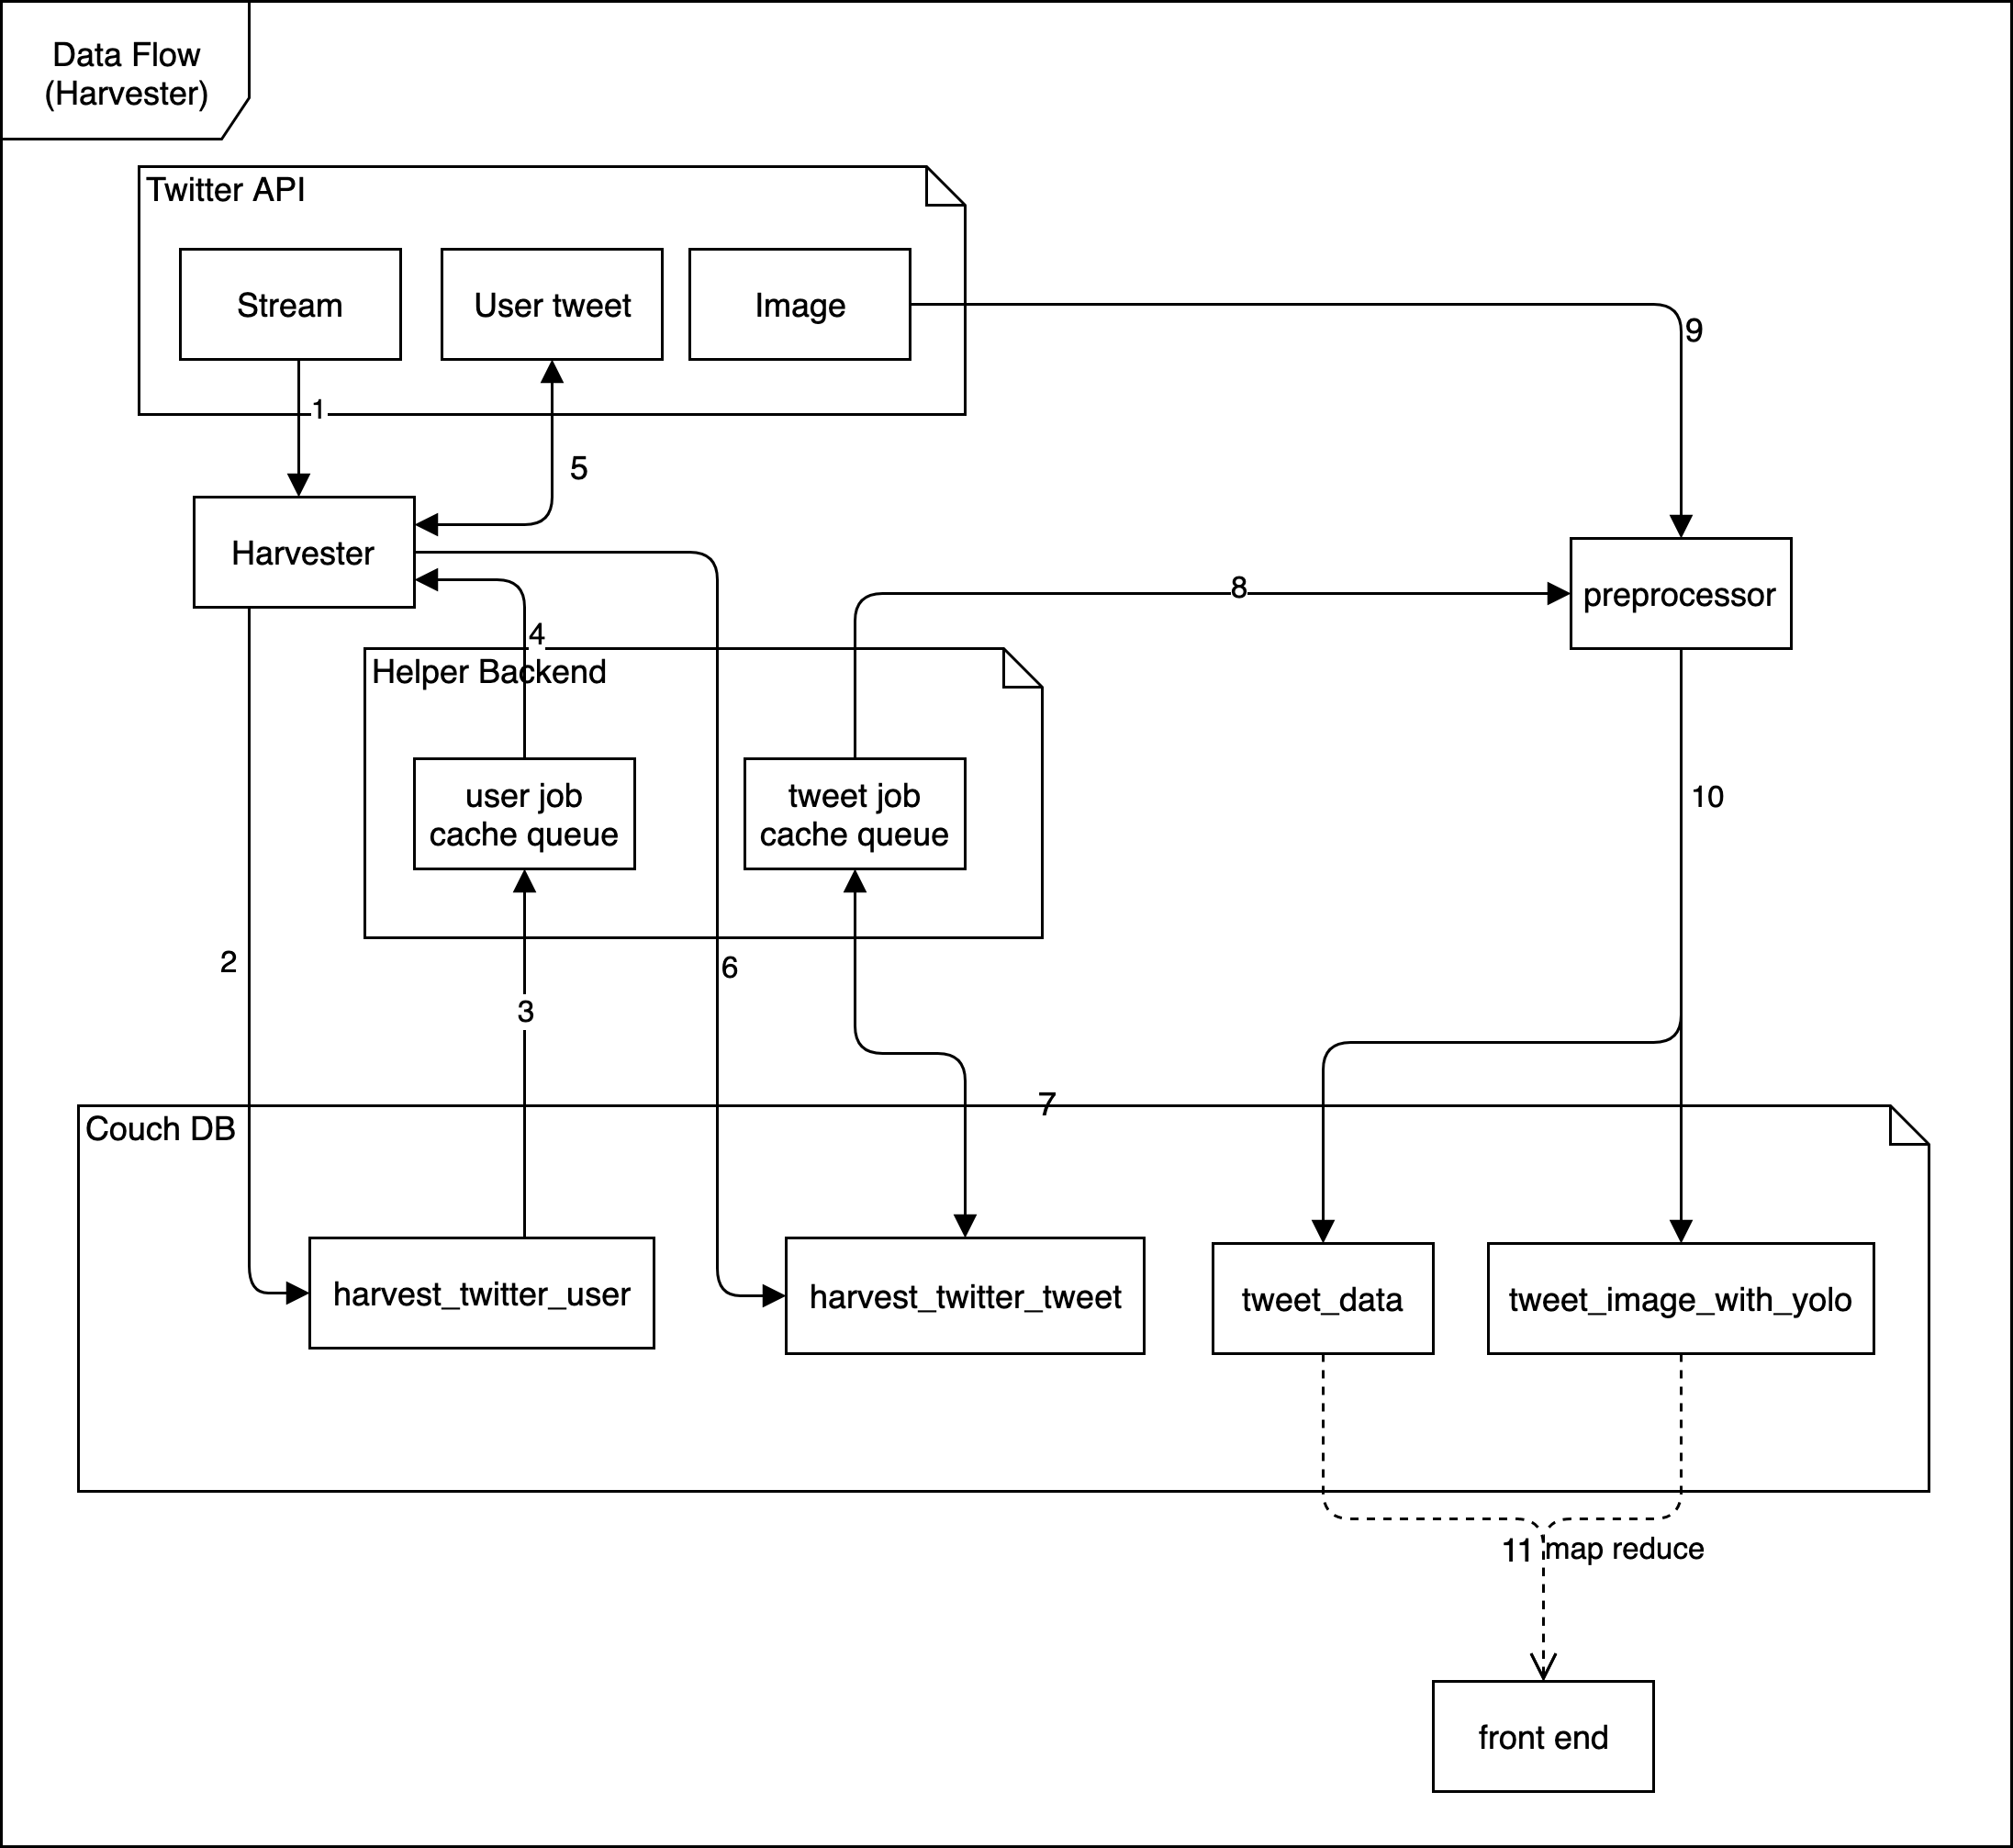 Data Flow
(Harvester)
Twitter API
Stream
User tweet
Image
9
1
5
Harvester
8
preprocessor
4
Helper Backend
user job
cache queue
tweet job
cache queue
10
2
6
3
7
Couch DB
harvest_twitter_user
harvest_twitter_tweet
tweet_data
tweet_image_with_yolo
11 map reduce
front end